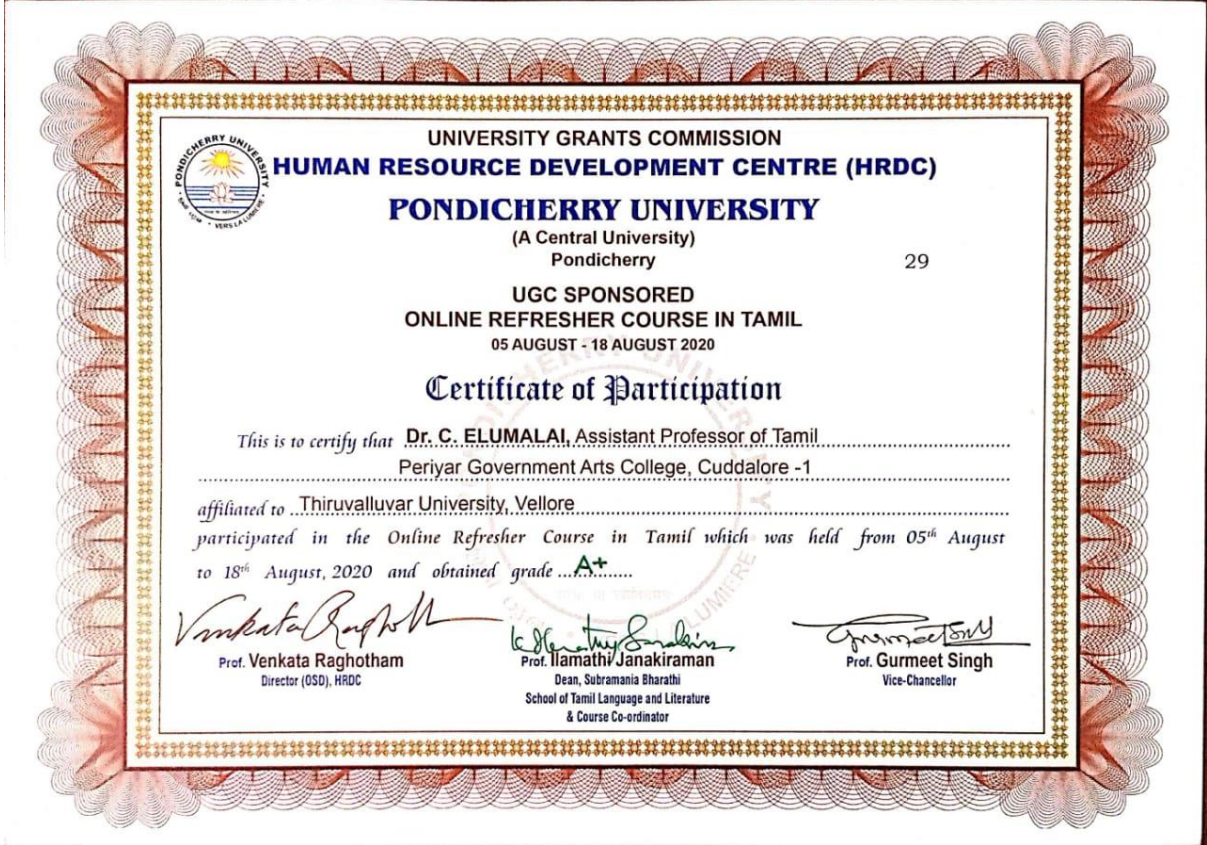 PONDICHERRY UNIVERSITY
VERS LA LUMIERE
UNIVERSITY GRANTS COMMISSION
HUMAN RESOURCE DEVELOPMENT CENTRE (HRDC)
PONDICHERRY UNIVERSITY
(A Central University)
Pondicherry
29
UGC SPONSORED
ONLINE REFRESHER COURSE IN TAMIL
05 AUGUST - 18 AUGUST 2020
Certificate of Participation
This is to certify that Dr. C. ELUMALAI, Assistant Professor of Tamil
Periyar Government Arts College, Cuddalore -1
affiliated to Thiruvalluvar University, Vellore
participated in the Online Refresher Course in Tamil which was held from 05th August
to 18th August, 2020 and obtained grade A+
Prof. Venkata Raghotham
Director (OSD), HRDC
Prof. Ilamathi Janakiraman
Dean, Subramania Bharathi
School of Tamil Language and Literature
& Course Co-ordinator
Prof. Gurmeet Singh
Vice-Chancellor